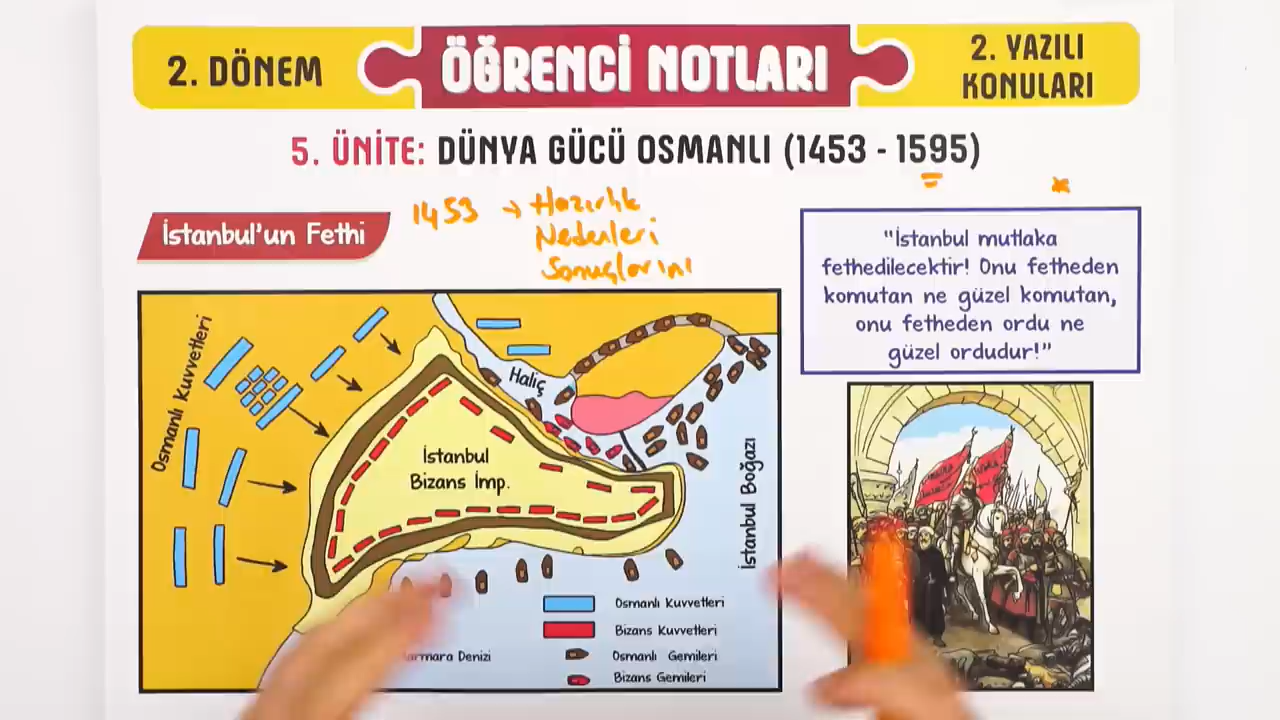 2. DÖNEM
ÖĞRENCİ NOTLARI
2. YAZILI
KONULARI
5. ÜNİTE: DÜNYA GÜCÜ OSMANLI (1453 - 1595)
İstanbul'un Fethi
1453 → Hazırlık
Nedenleri
Sonuçlarını
"İstanbul mutlaka
fethedilecektir! Onu fetheden
komutan ne güzel komutan,
onu fetheden ordu ne
güzel ordudur!"
Osmanlı Kuvvetleri
Haliç
İstanbul
Bizans İmp.
İstanbul Boğazı
Osmanlı Kuvvetleri
Bizans Kuvvetleri
Osmanlı Gemileri
Bizans Gemileri
Denizi